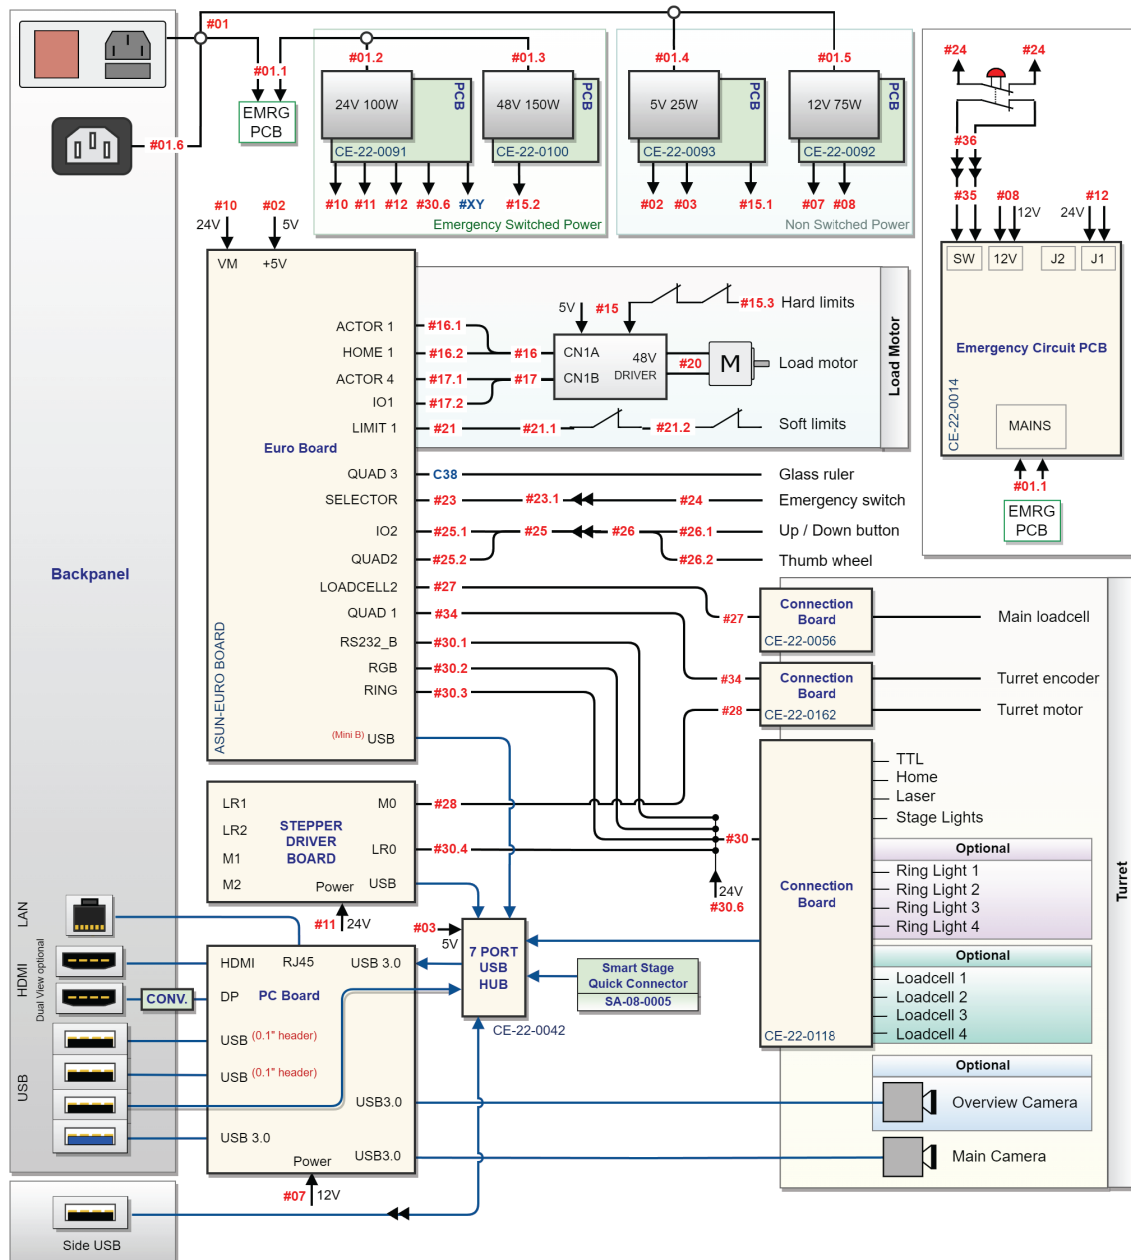 #01
#01.1
EMRG
PCB
#01.6
#01.2
24V 100W
PCB
CE-22-0091
#10
#11
#12
#30.6
#XY
#01.3
48V 150W
PCB
CE-22-0100
#15.2
Emergency Switched Power
#01.4
5V 25W
PCB
CE-22-0093
#02
#03
#15.1
#01.5
12V 75W
PCB
CE-22-0092
#07
#08
Non Switched Power
#24
#24
#36
#35
#08
12V
24V
#12
SW
12V
J2
J1
Emergency Circuit PCB
CE-22-0014
MAINS
#01.1
EMRG
PCB
Backpanel
#10
24V
#02
5V
VM
+5V
ACTOR 1
HOME 1
ACTOR 4
IO1
LIMIT 1
Euro Board
QUAD 3
SELECTOR
IO2
QUAD2
LOADCELL2
QUAD 1
RS232_B
RGB
RING
(Mini B) USB
ASUN-EURO BOARD
#16.1
#16.2
#16
#17.1
#17.2
#17
5V
#15
#15.3
Hard limits
CN1A
CN1B
48V
DRIVER
#20
M
Load motor
#21
#21.1
#21.2
Soft limits
Load Motor
C38
Glass ruler
#23
#23.1
#24
Emergency switch
#25.1
#25.2
#25
#26
#26.1
Up / Down button
#26.2
Thumb wheel
#27
#27
Connection
Board
CE-22-0056
Main loadcell
#34
#34
Connection
Board
CE-22-0162
Turret encoder
#28
Turret motor
#30.1
#30.2
#30.3
LR1
LR2
M1
M2
STEPPER
DRIVER
BOARD
M0
LR0
USB
Power
#28
#30.4
#11
24V
#30
24V
#30.6
Connection
Board
CE-22-0118
TTL
Home
Laser
Stage Lights
Optional
Ring Light 1
Ring Light 2
Ring Light 3
Ring Light 4
Optional
Loadcell 1
Loadcell 2
Loadcell 3
Loadcell 4
Optional
Overview Camera
Main Camera
Turret
#03
5V
7 PORT
USB
HUB
CE-22-0042
Smart Stage
Quick Connector
SA-08-0005
LAN
HDMI
Dual View optional
CONV.
USB
HDMI
RJ45
USB 3.0
DP
PC Board
USB (0.1" header)
USB (0.1" header)
USB3.0
USB 3.0
USB3.0
Power
#07
12V
Side USB